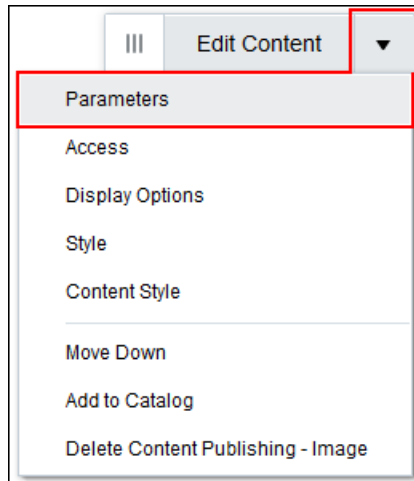 Edit Content
Parameters
Access
Display Options
Style
Content Style
Move Down
Add to Catalog
Delete Content Publishing - Image